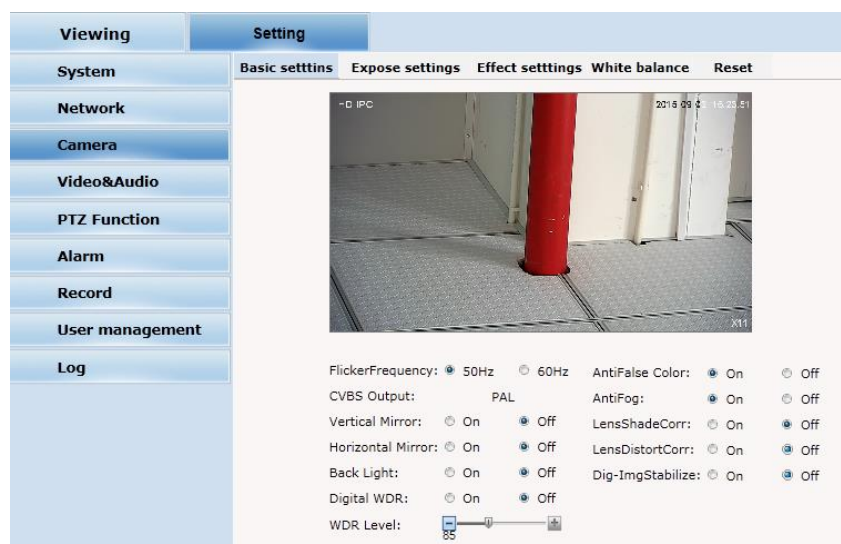 Viewing Setting
System
Network
Camera
Video&Audio
PTZ Function
Alarm
Record
User management
Log
Basic setttins Expose settings Effect setttings White balance Reset
-D IPC
X11
FlickerFrequency: 50Hz 60Hz
CVBS Output: PAL
Vertical Mirror: On Off
Horizontal Mirror: On Off
Back Light: On Off
Digital WDR: On Off
WDR Level: 85
AntiFalse Color: On Off
AntiFog: On Off
LensShadeCorr: On Off
LensDistortCorr: On Off
Dig-ImgStabilize: On Off